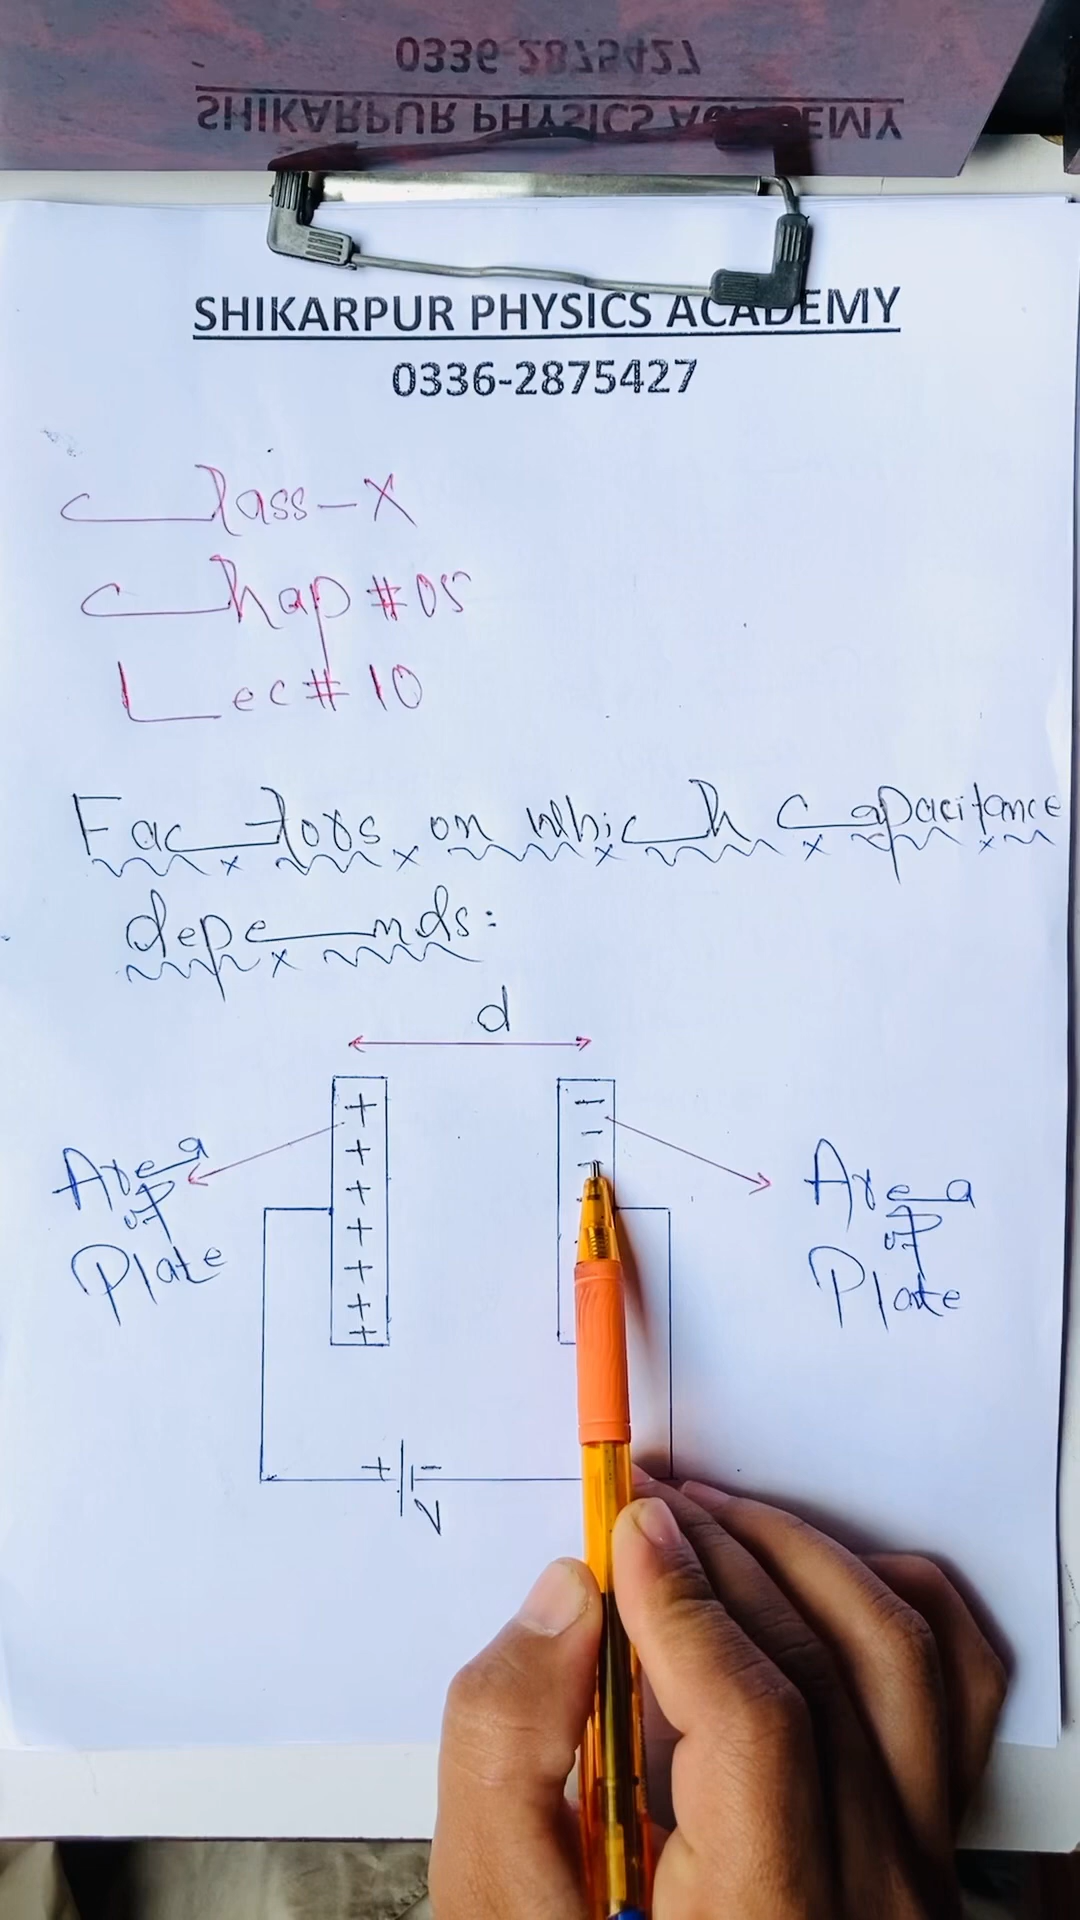 0336-2875427
SHIKARPUR PHYSICS ACADEMY
SHIKARPUR PHYSICS ACADEMY
0336-2875427
Class-X
Chap #05
Lec# 10
Factors on which Capacitance
depends:
d
+ -
+ -
+ -
+
+
+
+
Area
of
Plate
Area
of
Plate
+ -
V